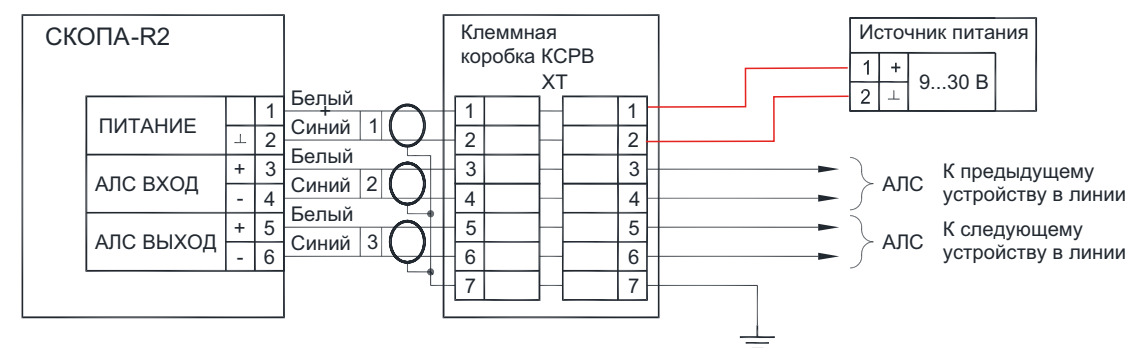 СКОПА-R2
ПИТАНИЕ
1
⊥ 2
АЛС ВХОД
+ 3
- 4
АЛС ВЫХОД
+ 5
- 6
Белый
+
Синий 1
Белый
Синий 2
Белый
Синий 3
Клеммная
коробка КСРВ
XT
1 1
2 2
3 3
4 4
5 5
6 6
7 7
Источник питания
1 +
2 ⊥
9...30 В
АЛС
К предыдущему
устройству в линии
АЛС
К следующему
устройству в линии